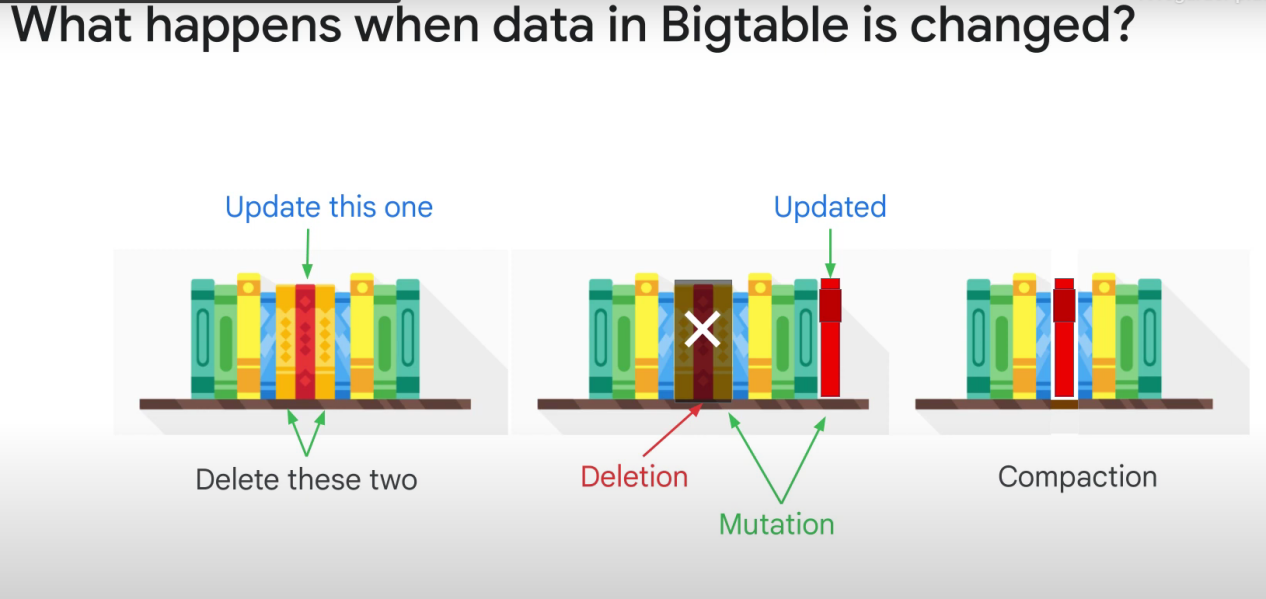 What happens when data in Bigtable is changed?
Update this one
Updated
Delete these two
Deletion
Compaction
Mutation